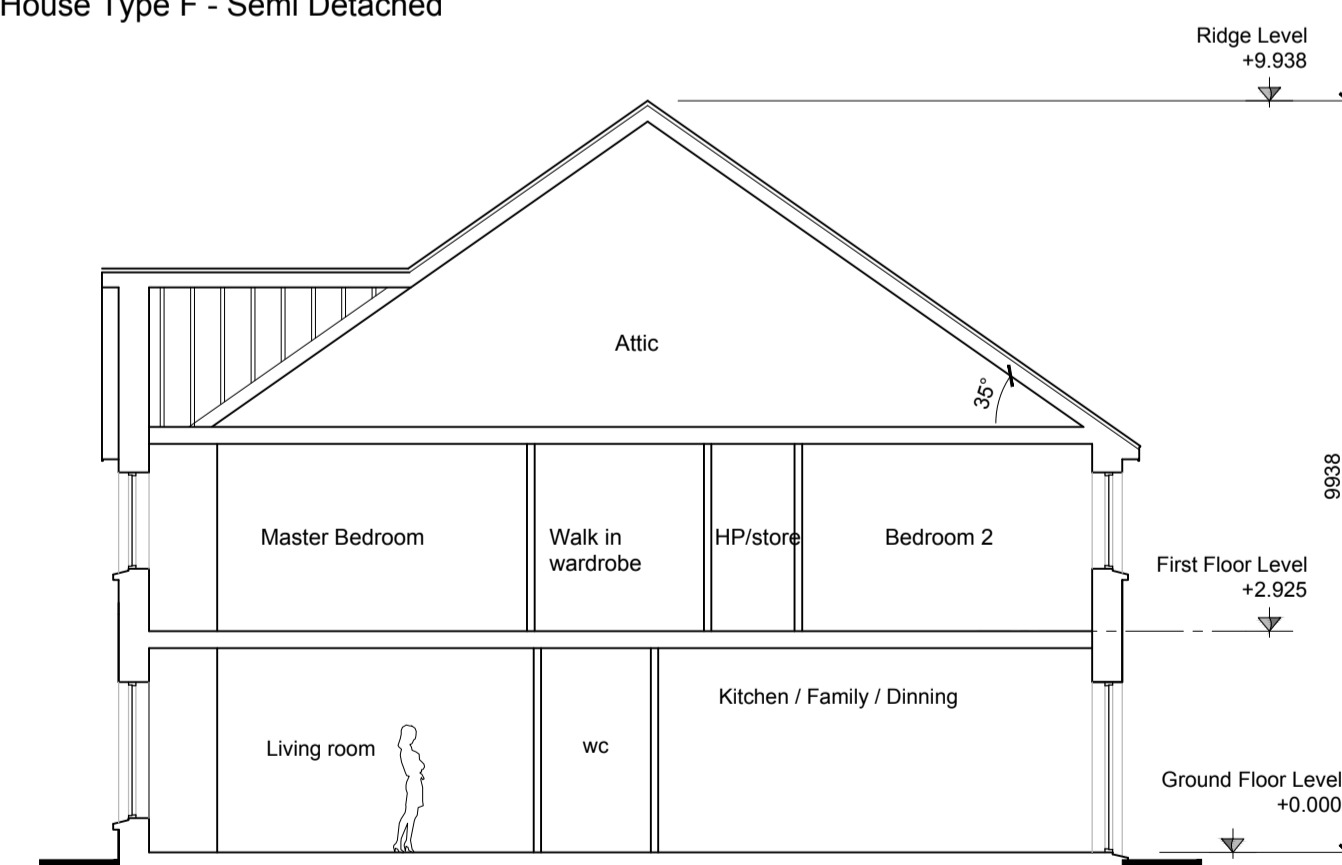 House Type F - Semi Detached
Ridge Level
+9.938
Attic
35°
9938
Master Bedroom
Walk in
wardrobe
HP/store
Bedroom 2
First Floor Level
+2.925
Kitchen / Family / Dinning
Living room
wc
Ground Floor Level
+0.000